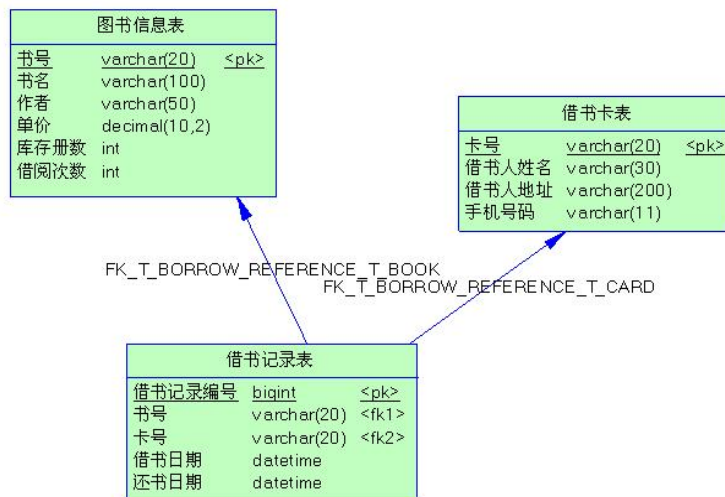 图书信息表
书号 varchar(20) <pk>
书名 varchar(100)
作者 varchar(50)
单价 decimal(10,2)
库存册数 int
借阅次数 int
借书卡表
卡号 varchar(20) <pk>
借书人姓名 varchar(30)
借书人地址 varchar(200)
手机号码 varchar(11)
FK_T_BORROW_REFERENCE_T_BOOK
FK_T_BORROW_REFERENCE_T_CARD
借书记录表
借书记录编号 bigint <pk>
书号 varchar(20) <fk1>
卡号 varchar(20) <fk2>
借书日期 datetime
还书日期 datetime